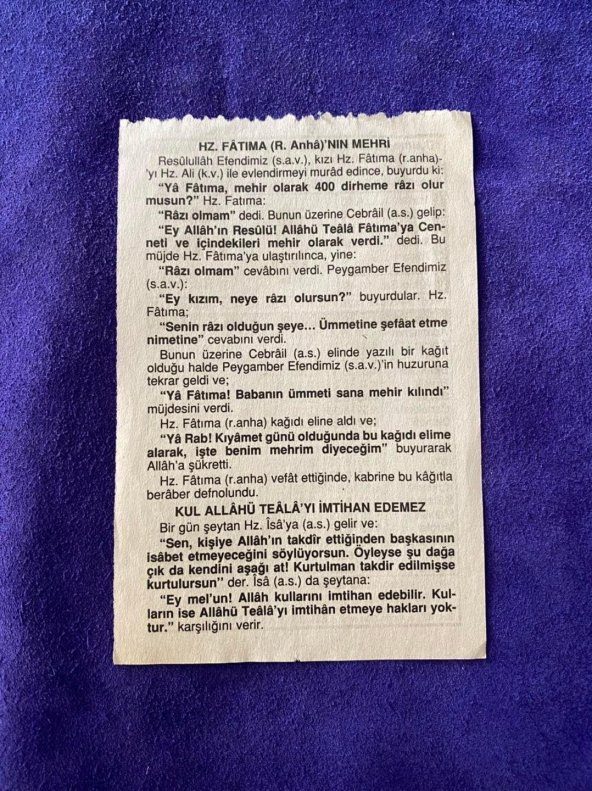 HZ. FÂTIMA (R. Anhâ)'NIN MEHRİ
Resûlullâh Efendimiz (s.a.v.), kızı Hz. Fâtıma (r.anha)-
'yı Hz. Ali (k.v.) ile evlendirmeyi murâd edince, buyurdu ki:
"Yâ Fâtıma, mehir olarak 400 dirheme râzı olur
musun?" Hz. Fatıma:
"Râzı olmam" dedi. Bunun üzerine Cebrâil (a.s.) gelip:
"Ey Allâh'ın Resûlü! Allâhü Teâlâ Fâtıma'ya Cen-
neti ve içindekileri mehir olarak verdi." dedi. Bu
müjde Hz. Fâtıma'ya ulaştırılınca, yine:
"Râzı olmam" cevâbını verdi. Peygamber Efendimiz
(s.a.v.):
"Ey kızım, neye râzı olursun?" buyurdular. Hz.
Fâtıma;
"Senin râzı olduğun şeye... Ümmetine şefâat etme
nimetine" cevabını verdi.
Bunun üzerine Cebrâil (a.s.) elinde yazılı bir kağıt
olduğu halde Peygamber Efendimiz (s.a.v.)'in huzuruna
tekrar geldi ve;
"Yâ Fâtıma! Babanın ümmeti sana mehir kılındı"
müjdesini verdi.
Hz. Fâtıma (r.anha) kağıdı eline aldı ve;
"Yâ Rab! Kıyâmet günü olduğunda bu kağıdı elime
alarak, işte benim mehrim diyeceğim" buyurarak
Allâh'a şükretti.
Hz. Fâtıma (r.anha) vefât ettiğinde, kabrine bu kâğıtla
berâber defnolundu.
KUL ALLÂHÜ TEÂLÂ'YI İMTİHAN EDEMEZ
Bir gün şeytan Hz. Îsâ'ya (a.s.) gelir ve:
"Sen, kişiye Allâh'ın takdîr ettiğinden başkasının
isâbet etmeyeceğini söylüyorsun. Öyleyse şu dağa
çık da kendini aşağı at! Kurtulman takdir edilmişse
kurtulursun" der. Îsâ (a.s.) da şeytana:
"Ey mel'un! Allâh kullarını imtihan edebilir. Kul-
ların ise Allâhü Teâlâ'yı imtihân etmeye hakları yok-
tur." karşılığını verir.